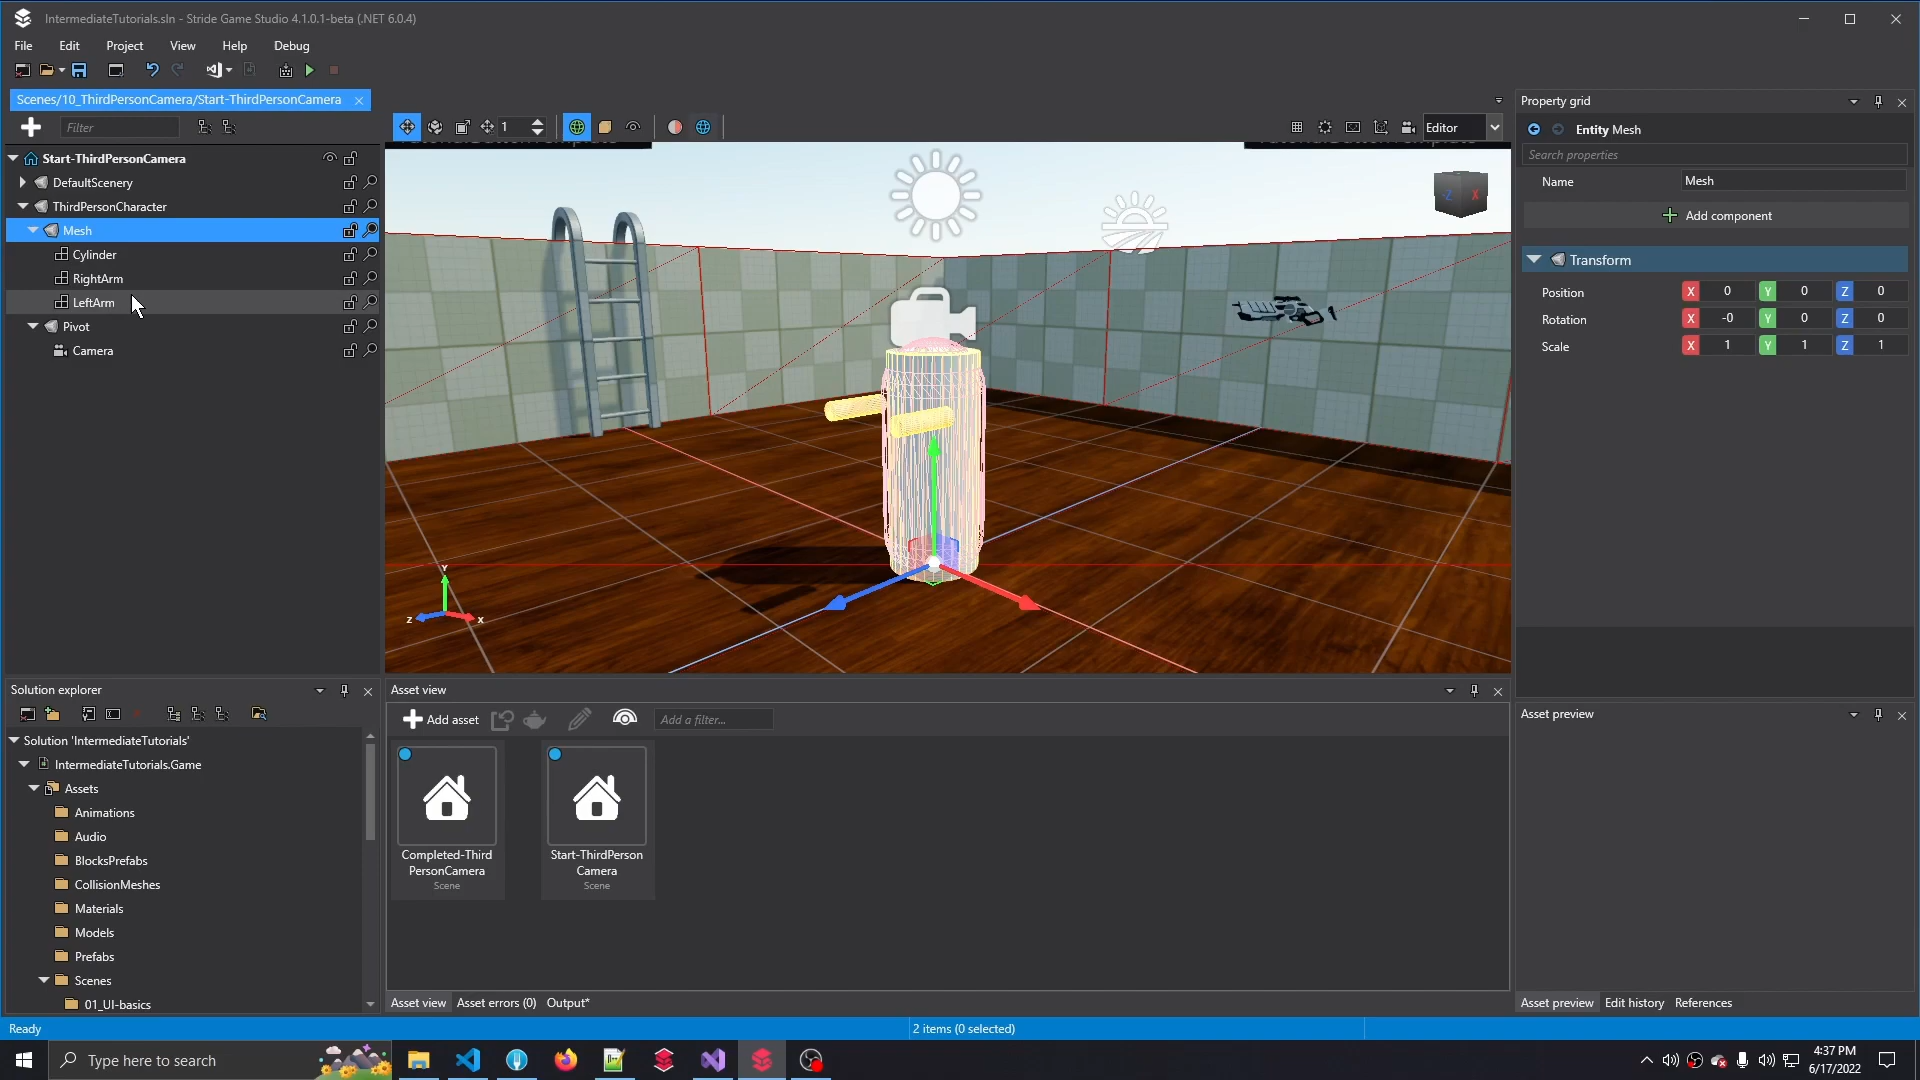 IntermediateTutorials.sln - Stride Game Studio 4.1.0.1-beta (.NET 6.0.4)
File Edit Project View Help Debug
Scenes/10_ThirdPersonCamera/Start-ThirdPersonCamera
Filter
1
Editor
Start-ThirdPersonCamera
DefaultScenery
ThirdPersonCharacter
Mesh
Cylinder
RightArm
LeftArm
Pivot
Camera
Z X
Y
Z X
Property grid
Entity Mesh
Search properties
Name Mesh
Add component
Transform
Position X 0 Y 0 Z 0
Rotation X -0 Y 0 Z 0
Scale X 1 Y 1 Z 1
Solution explorer
Solution 'IntermediateTutorials'
IntermediateTutorials.Game
Assets
Animations
Audio
BlocksPrefabs
CollisionMeshes
Materials
Models
Prefabs
Scenes
01_UI-basics
Asset view
Add asset
Add a filter...
Completed-Third
PersonCamera
Scene
Start-ThirdPerson
Camera
Scene
Asset view Asset errors (0) Output*
Asset preview
Asset preview Edit history References
Ready
2 items (0 selected)
Type here to search
4:37 PM
6/17/2022